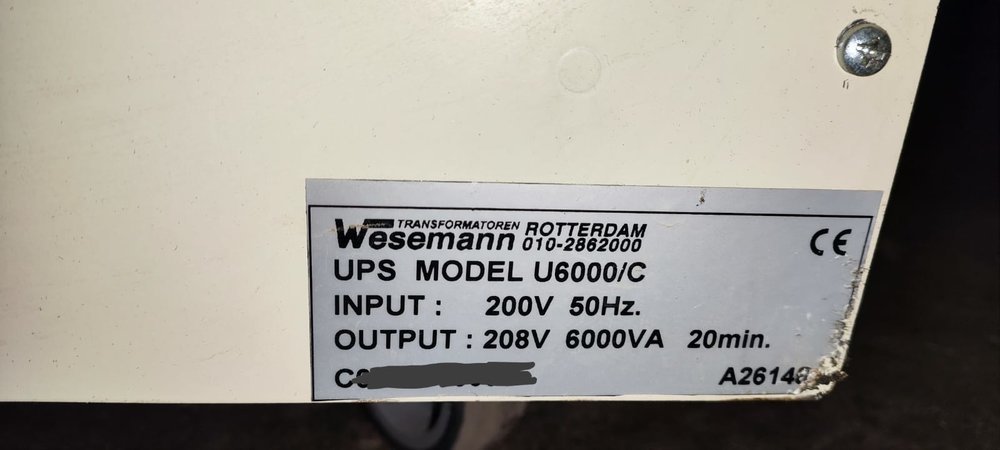 Wesemann TRANSFORMATOREN ROTTERDAM
010-2862000
CE
UPS MODEL U6000/C
INPUT : 200V 50Hz.
OUTPUT : 208V 6000VA 20min.